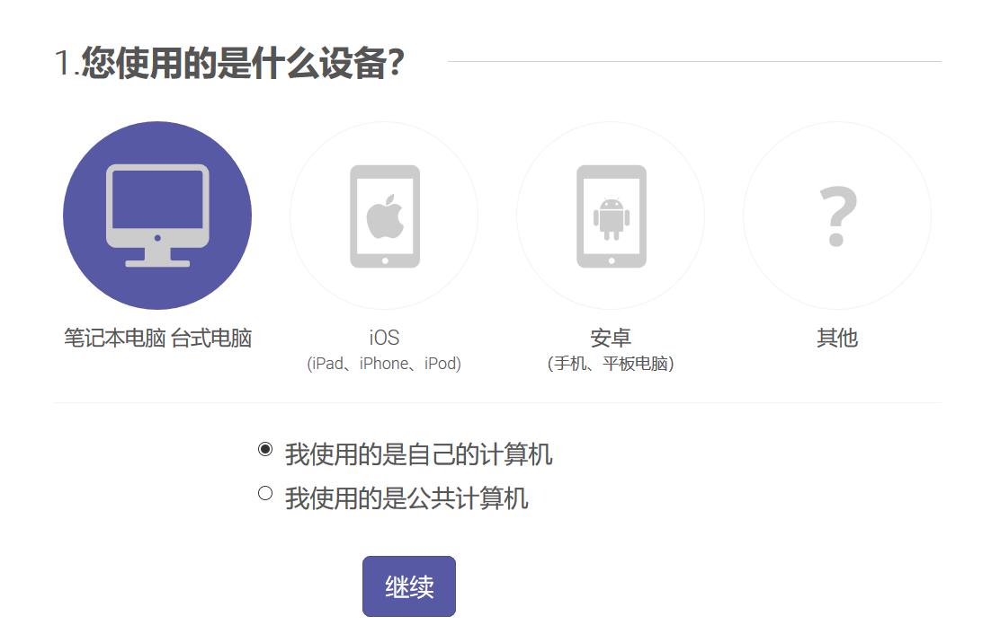 1.您使用的是什么设备？
笔记本电脑 台式电脑
iOS
(iPad、iPhone、iPod)
安卓
（手机、平板电脑）
?
其他
我使用的是自己的计算机
我使用的是公共计算机
继续